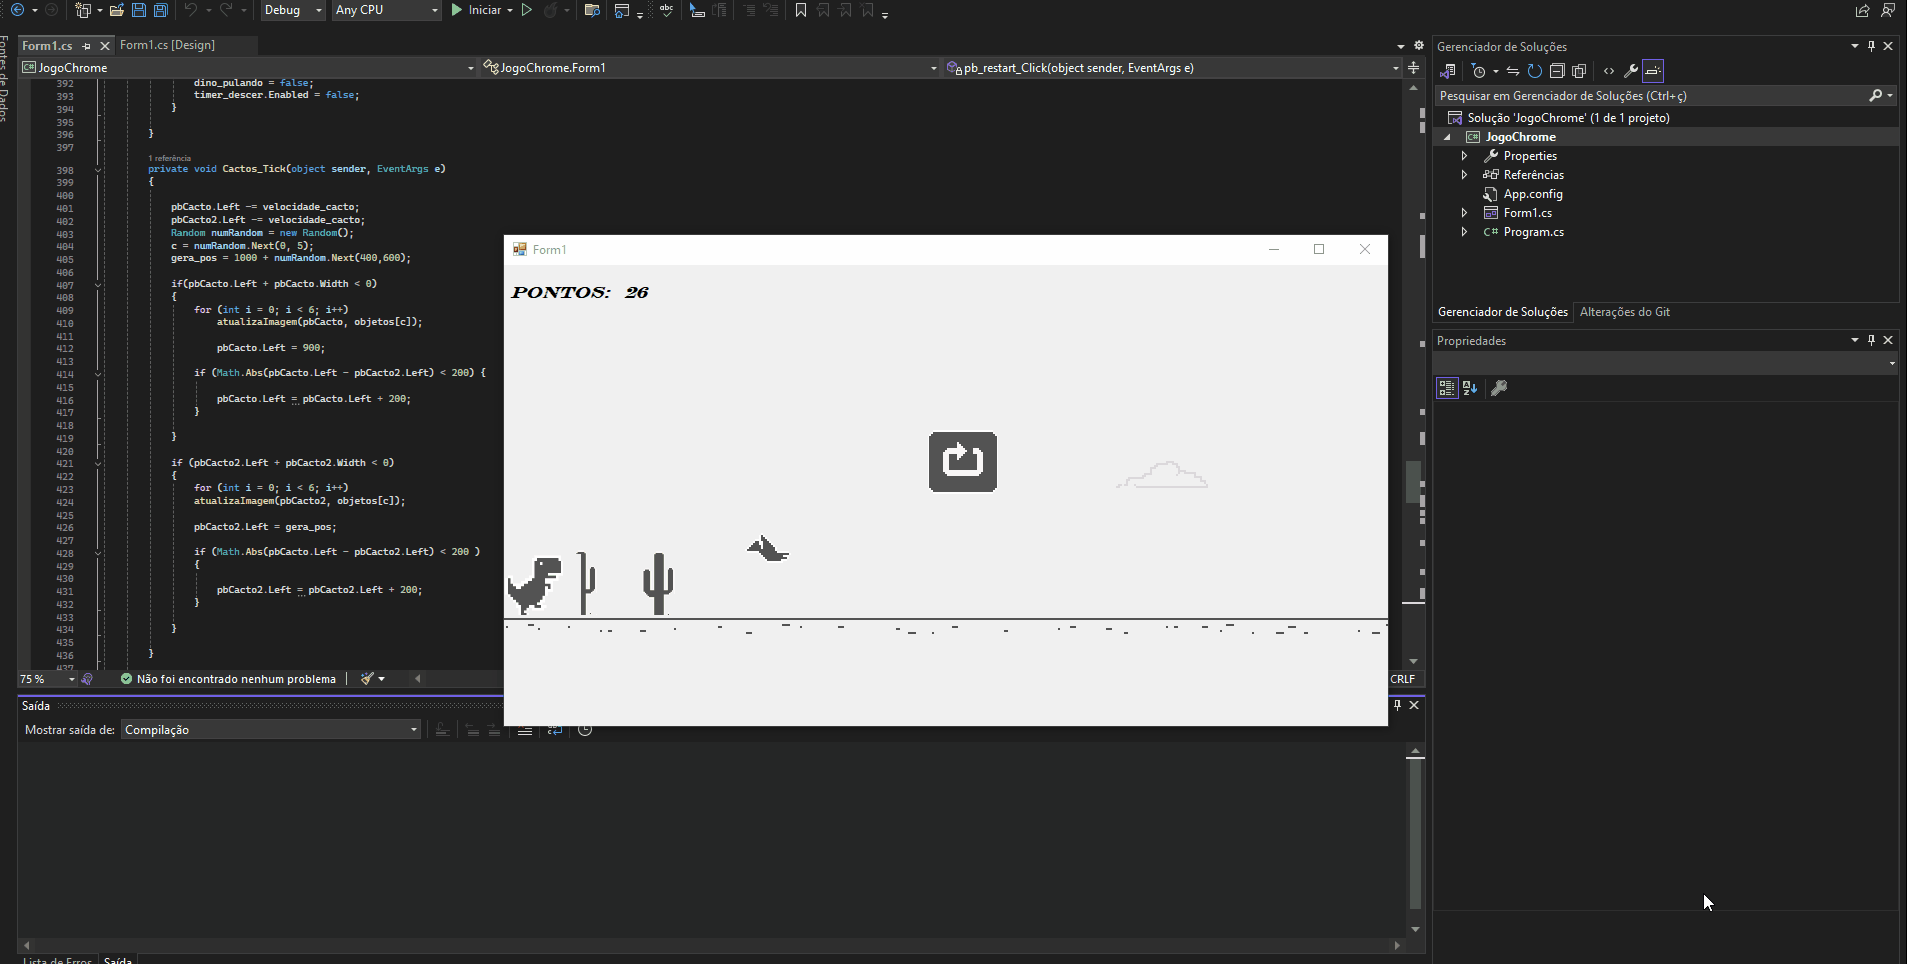 Debug
Any CPU
Iniciar
Fontes de Dados
Form1.cs
Form1.cs [Design]
JogoChrome
JogoChrome.Form1
pb_restart_Click(object sender, EventArgs e)
392 dino_pulando = false;
393 timer_descer.Enabled = false;
394 }
395
396 }
397
1 referência
398 private void Cactos_Tick(object sender, EventArgs e)
399 {
400
401 pbCacto.Left -= velocidade_cacto;
402 pbCacto2.Left -= velocidade_cacto;
403 Random numRandom = new Random();
404 c = numRandom.Next(0, 5);
405 gera_pos = 1000 + numRandom.Next(400,600);
406
407 if(pbCacto.Left + pbCacto.Width < 0)
408 {
409 for (int i = 0; i < 6; i++)
410 atualizaImagem(pbCacto, objetos[c]);
411
412 pbCacto.Left = 900;
413
414 if (Math.Abs(pbCacto.Left - pbCacto2.Left) < 200) {
415
416 pbCacto.Left = pbCacto.Left + 200;
417 }
418
419 }
420
421 if (pbCacto2.Left + pbCacto2.Width < 0)
422 {
423 for (int i = 0; i < 6; i++)
424 atualizaImagem(pbCacto2, objetos[c]);
425
426 pbCacto2.Left = gera_pos;
427
428 if (Math.Abs(pbCacto.Left - pbCacto2.Left) < 200 )
429 {
430
431 pbCacto2.Left = pbCacto2.Left + 200;
432 }
433
434 }
435
436 }
437
75 %
Não foi encontrado nenhum problema
CRLF
Form1
PONTOS: 26
Saída
Mostrar saída de: Compilação
Lista de Erros
Saída
Gerenciador de Soluções
Pesquisar em Gerenciador de Soluções (Ctrl+ç)
Solução 'JogoChrome' (1 de 1 projeto)
C# JogoChrome
Properties
Referências
App.config
Form1.cs
C# Program.cs
Gerenciador de Soluções
Alterações do Git
Propriedades